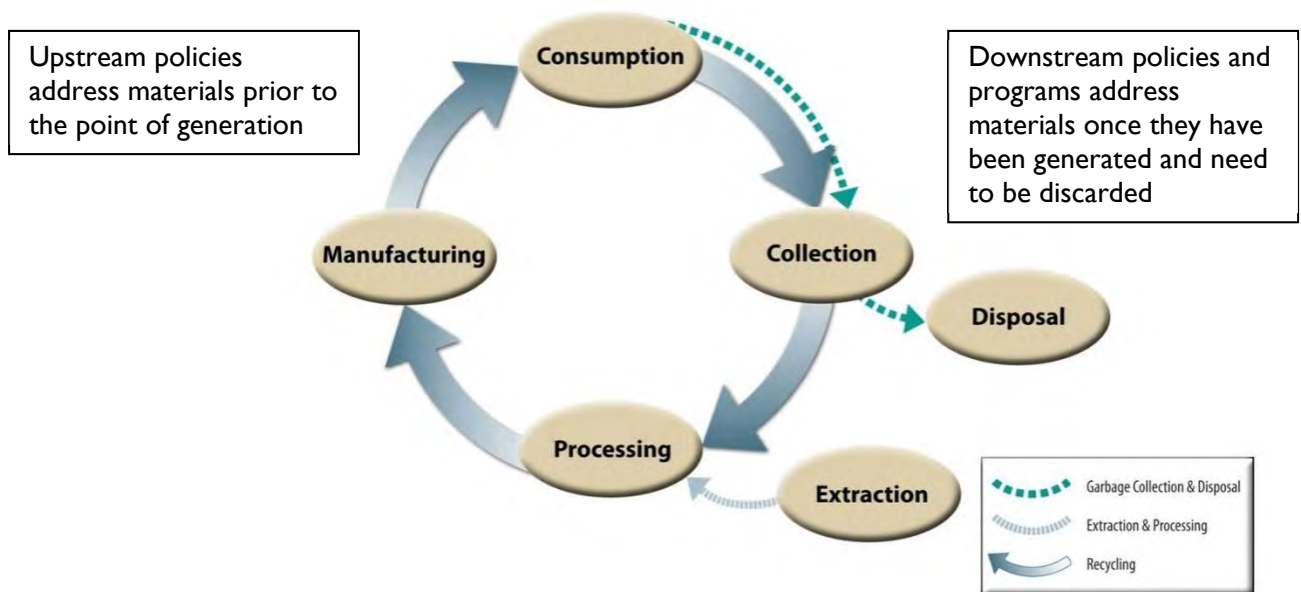 Upstream policies
address materials prior to
the point of generation
Consumption
Downstream policies and
programs address
materials once they have
been generated and need
to be discarded
Manufacturing
Collection
Disposal
Processing
Extraction
Garbage Collection & Disposal
Extraction & Processing
Recycling